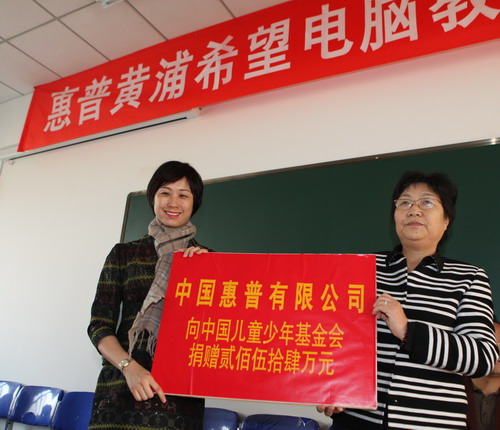 惠普黄浦希望电脑教
中国惠普有限公司
向中国儿童少年基金会
捐赠贰佰伍拾肆万元